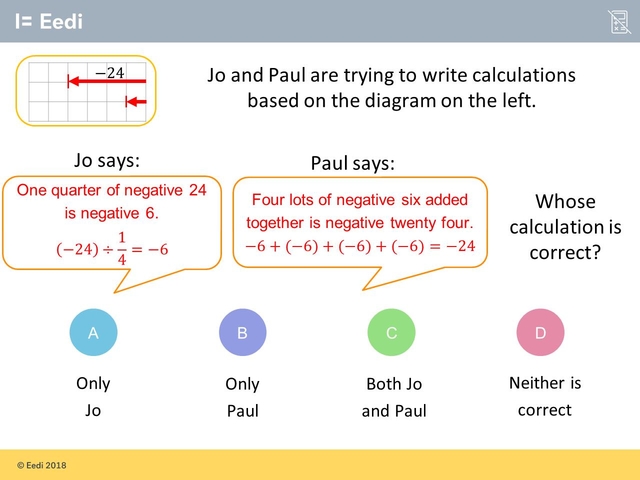 I= Eedi
−24
Jo and Paul are trying to write calculations
based on the diagram on the left.
Jo says:
One quarter of negative 24
is negative 6.
(−24) ÷ 1/4 = −6
Paul says:
Four lots of negative six added
together is negative twenty four.
−6 + (−6) + (−6) + (−6) = −24
Whose
calculation is
correct?
A
Only
Jo
B
Only
Paul
C
Both Jo
and Paul
D
Neither is
correct
© Eedi 2018